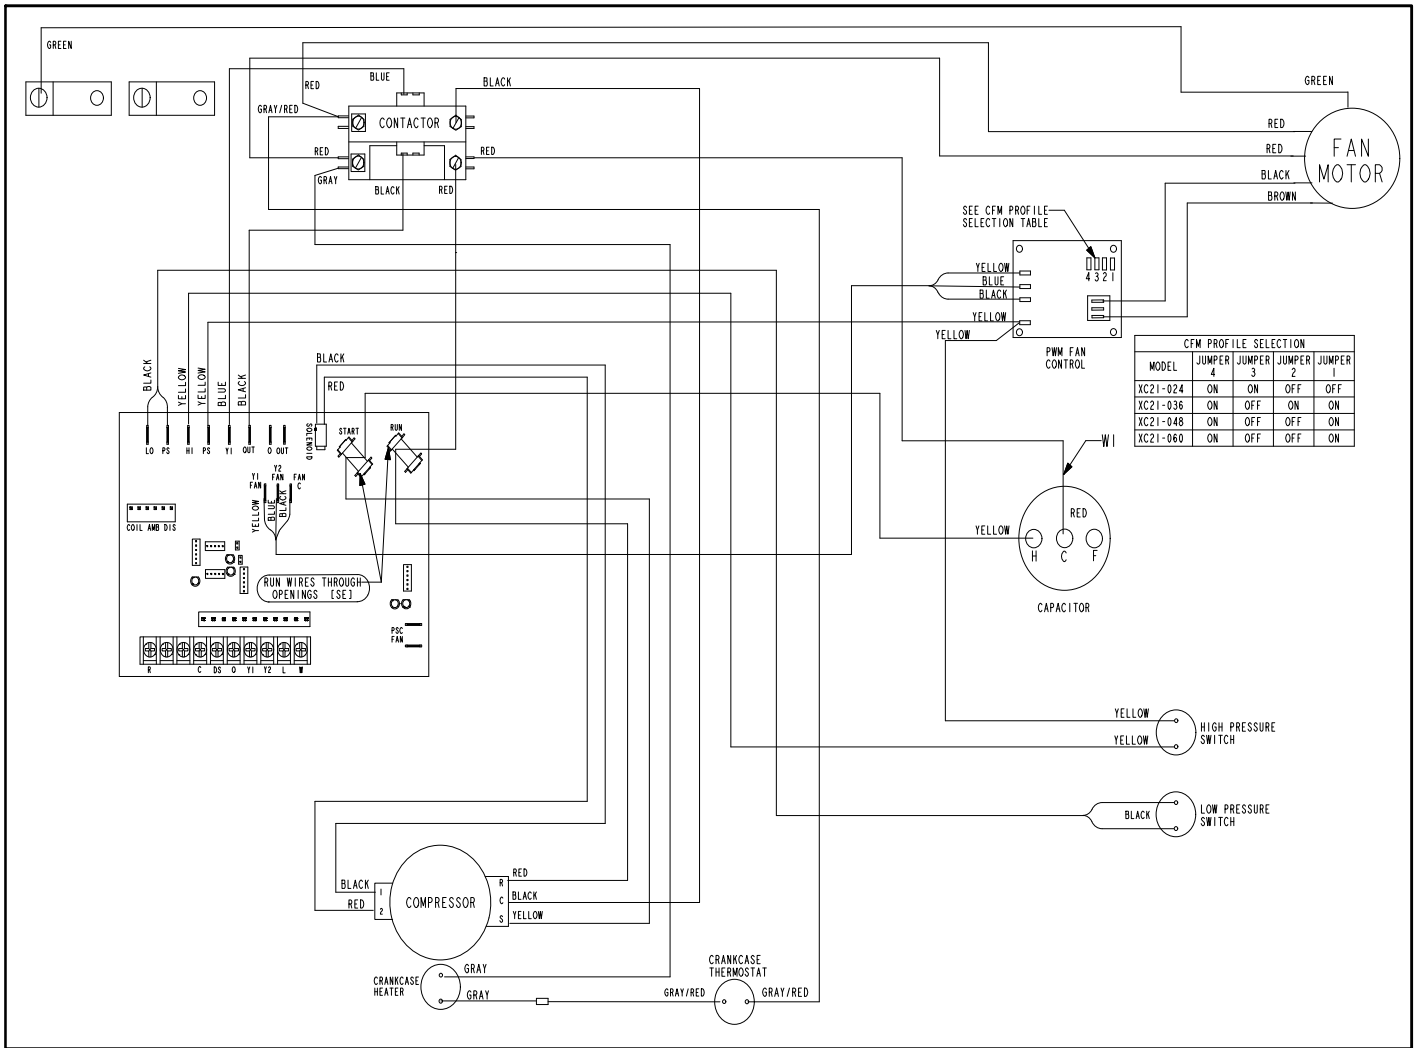 GREEN
BLUE
BLACK
RED
GRAY/RED
CONTACTOR
RED
RED
GRAY
BLACK
RED
GREEN
RED
RED
BLACK
BROWN
FAN
MOTOR
SEE CFM PROFILE
SELECTION TABLE
YELLOW
BLUE
BLACK
YELLOW
YELLOW
4 3 2 1
PWM FAN
CONTROL
CFM PROFILE SELECTION
MODEL JUMPER 4 JUMPER 3 JUMPER 2 JUMPER 1
XC21-024 ON ON OFF OFF
XC21-036 ON OFF ON ON
XC21-048 ON OFF OFF ON
XC21-060 ON OFF OFF ON
BLACK
YELLOW
YELLOW
BLUE
BLACK
BLACK
RED
LO PS HI PS Y1 OUT O OUT
SOLENOID
START
RUN
Y1
FAN
Y2
FAN
FAN
C
YELLOW
BLUE
BLACK
COIL AMB DIS
RUN WIRES THROUGH
OPENINGS [SE]
PSC
FAN
R C DS O Y1 Y2 L W
W1
RED
YELLOW
H C F
CAPACITOR
YELLOW
YELLOW
HIGH PRESSURE
SWITCH
BLACK
LOW PRESSURE
SWITCH
BLACK
RED
1
2
COMPRESSOR
R
C
S
RED
BLACK
YELLOW
CRANKCASE
HEATER
GRAY
GRAY
CRANKCASE
THERMOSTAT
GRAY/RED
GRAY/RED